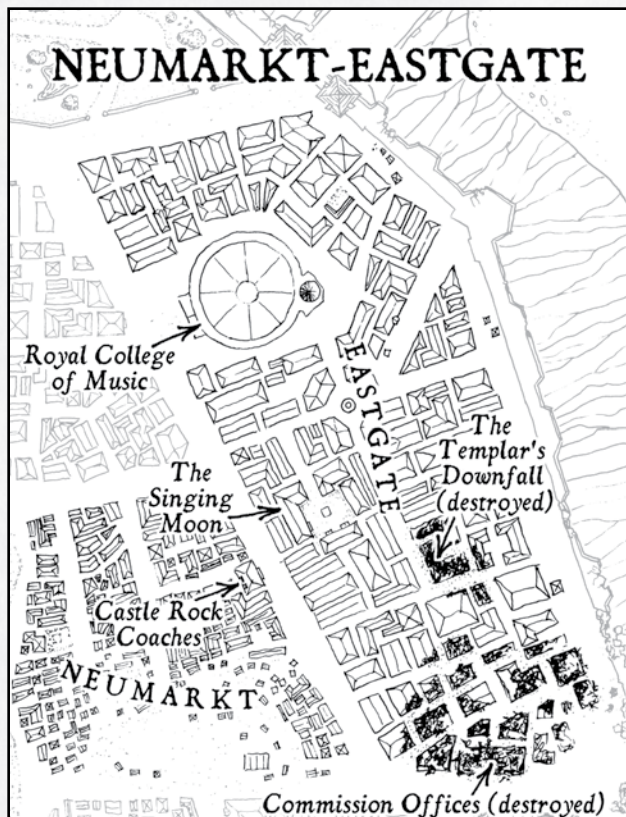 NEUMARKT-EASTGATE
Royal College
of Music
EASTGATE
The
Templar's
Downfall
(destroyed)
The
Singing
Moon
Castle Rock
Coaches
NEUMARKT
Commission Offices (destroyed)